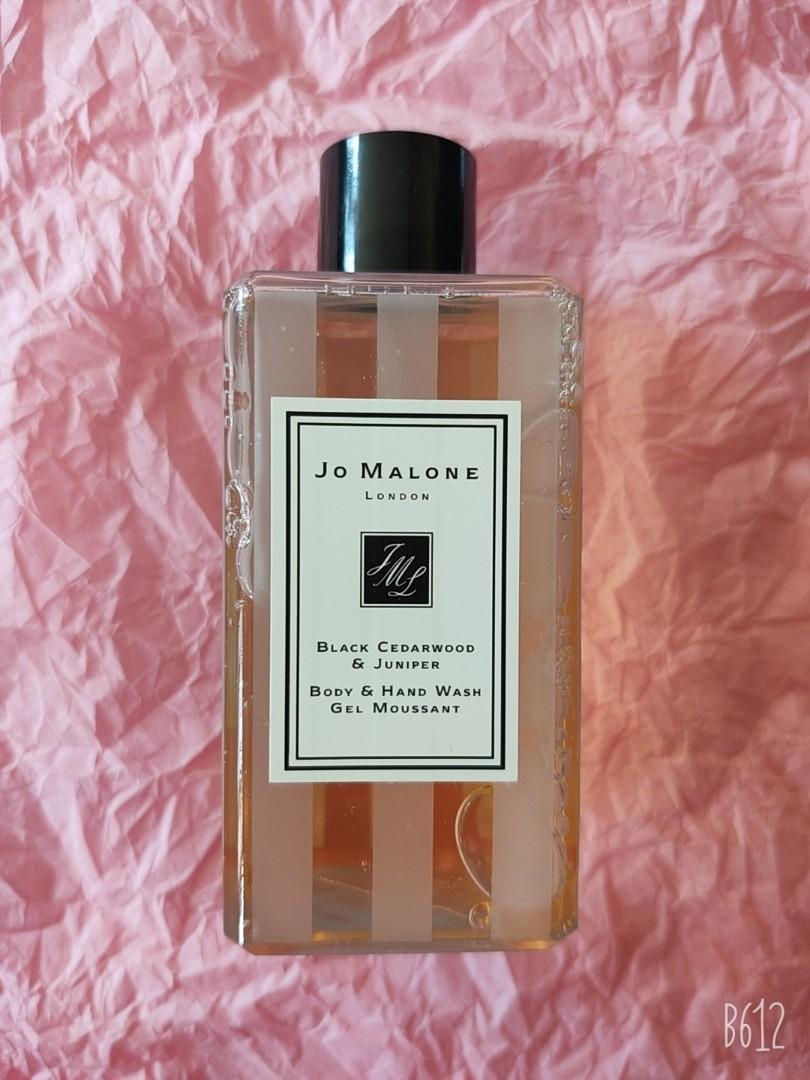 Jo Malone
London
JML
Black Cedarwood
& Juniper
Body & Hand Wash
Gel Moussant
B612